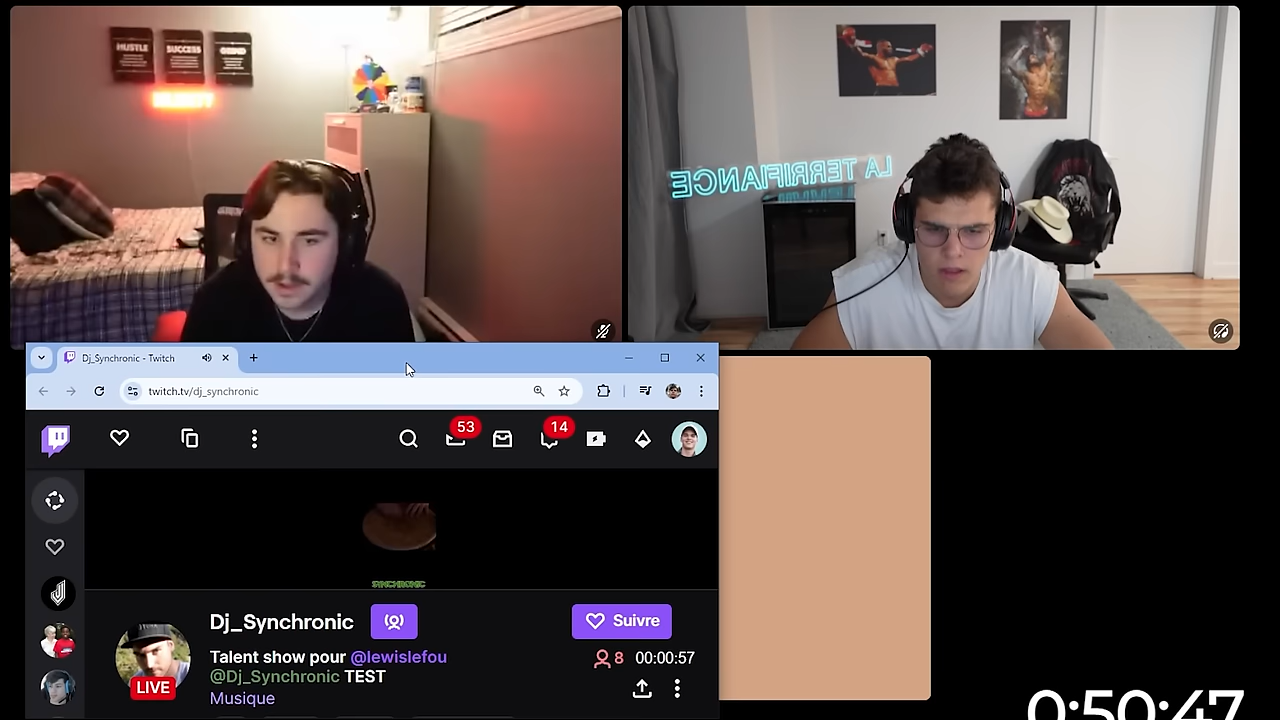 HUSTLE
SUCCESS
GRIND
LA TERRIFIANCE
Dj_Synchronic - Twitch
twitch.tv/dj_synchronic
53
14
SYNCHRONIC
Dj_Synchronic
Suivre
Talent show pour @lewislefou
8
00:00:57
@Dj_Synchronic TEST
LIVE
Musique
0:50:47